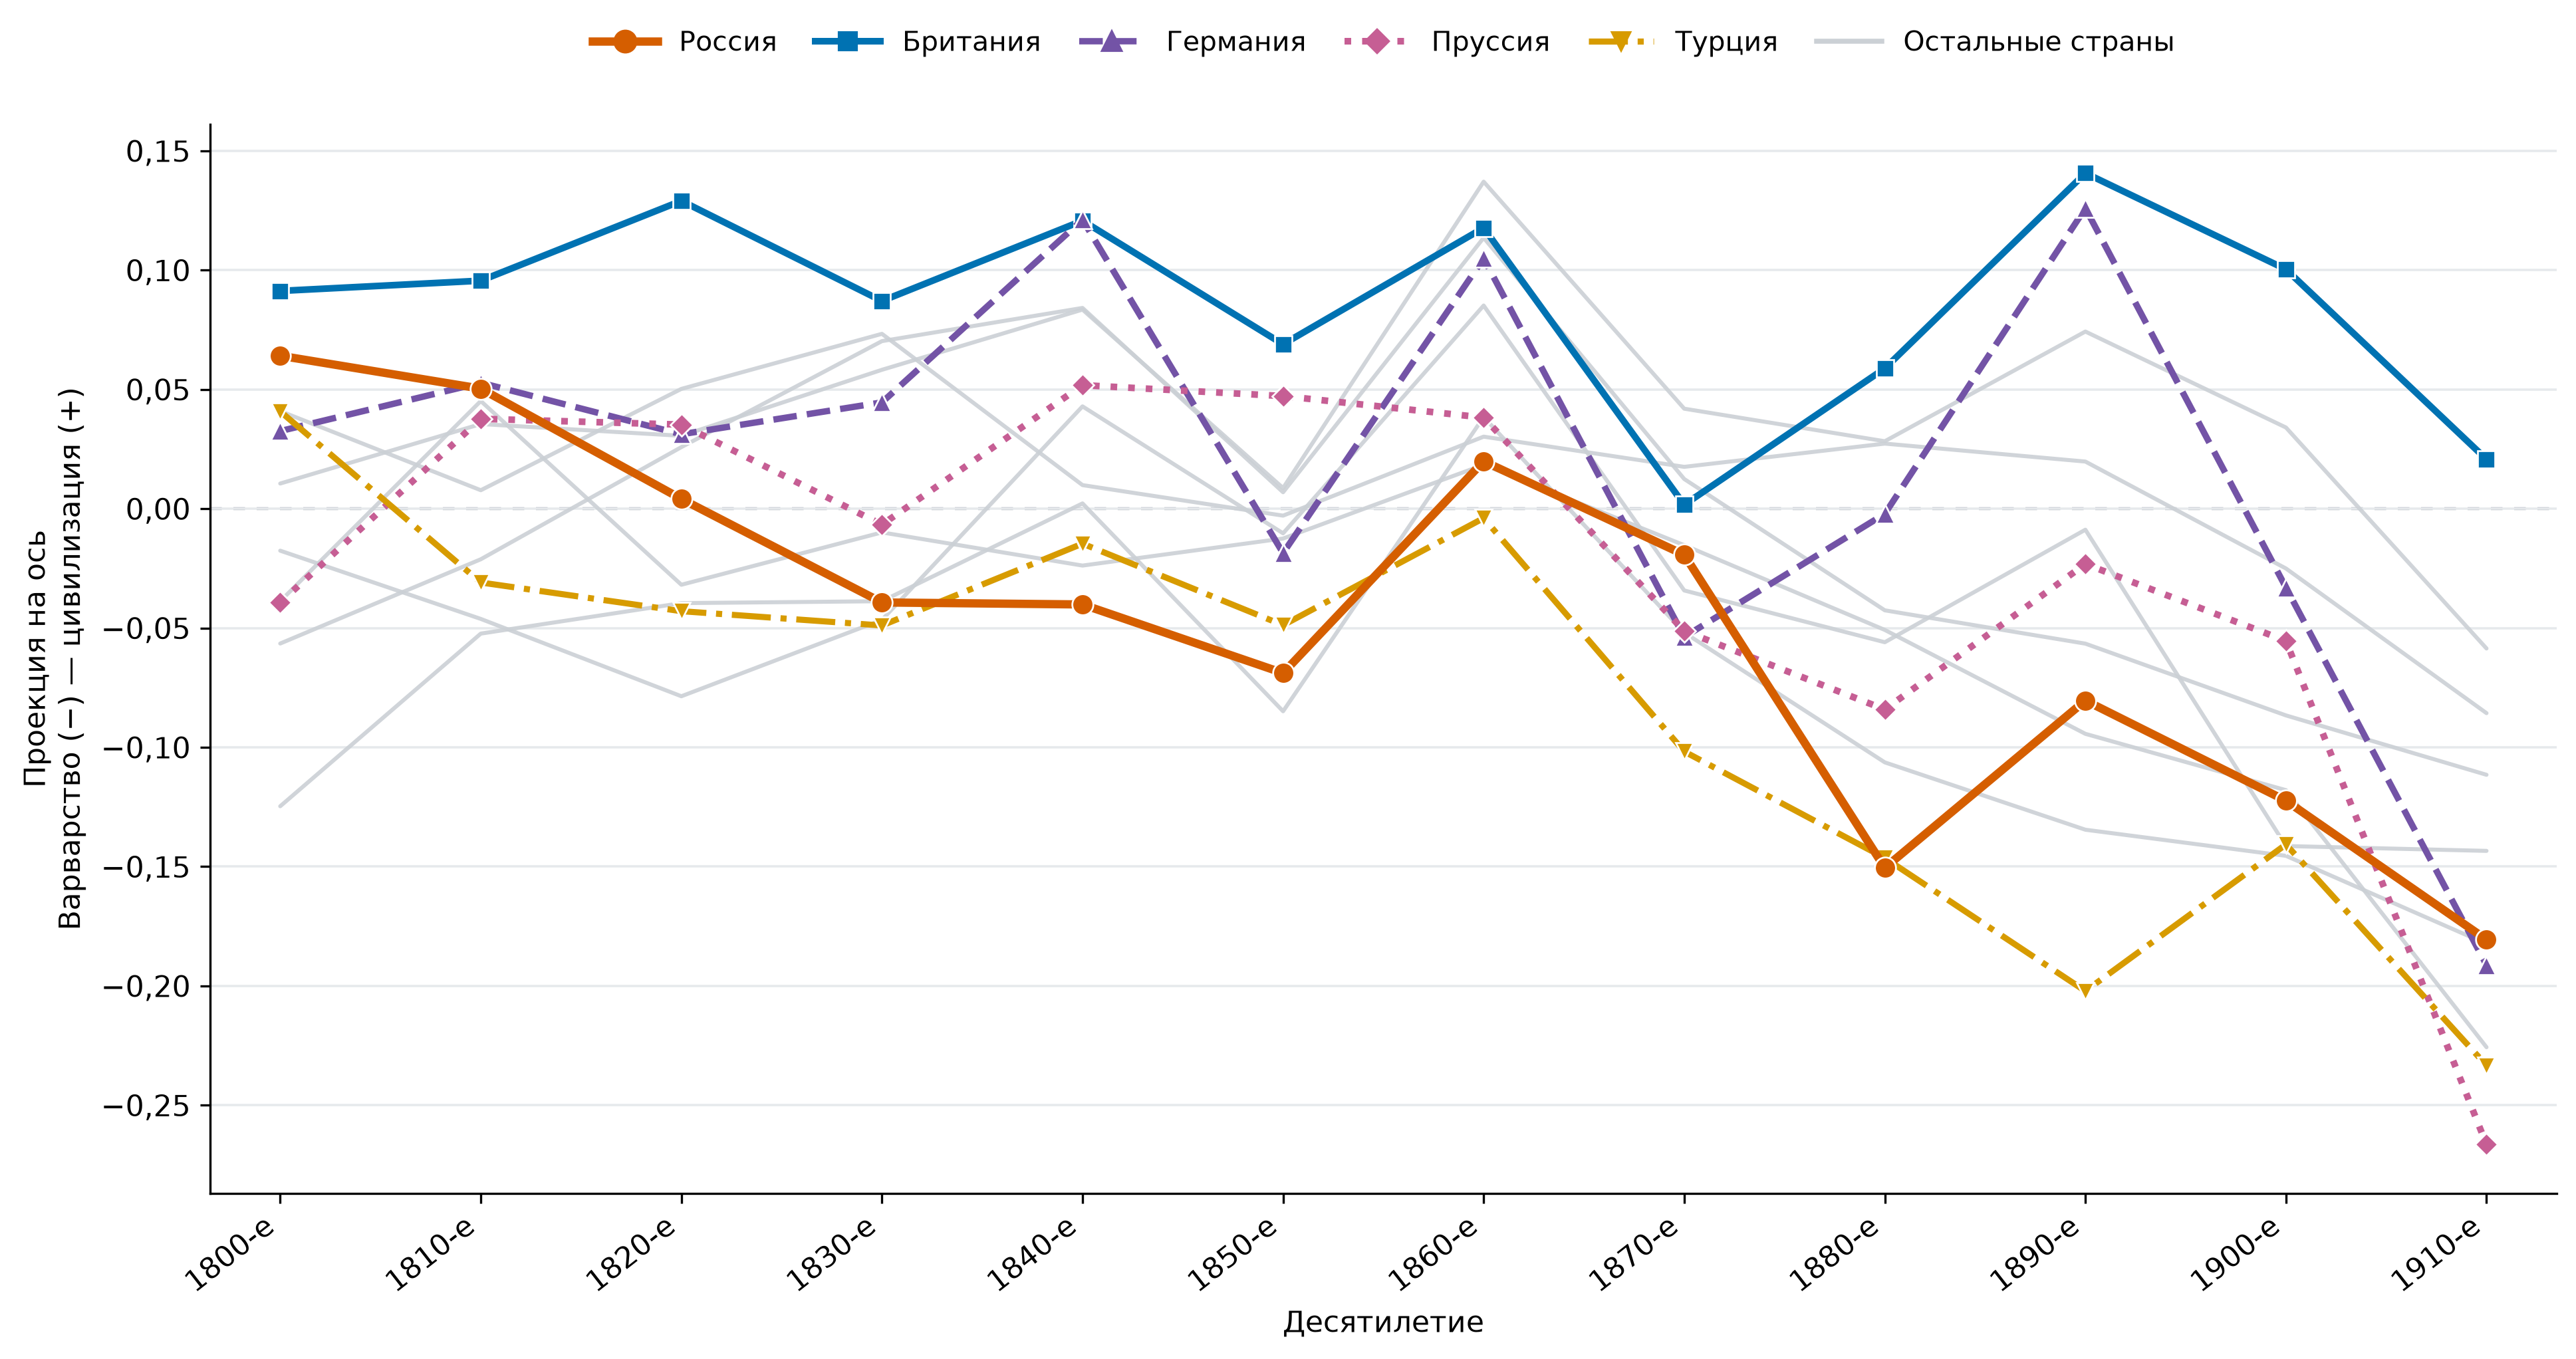 Россия Британия Германия Пруссия Турция Остальные страны
Проекция на ось
Варварство (−) — цивилизация (+)
0,15
0,10
0,05
0,00
−0,05
−0,10
−0,15
−0,20
−0,25
1800-е 1810-е 1820-е 1830-е 1840-е 1850-е 1860-е 1870-е 1880-е 1890-е 1900-е 1910-е
Десятилетие